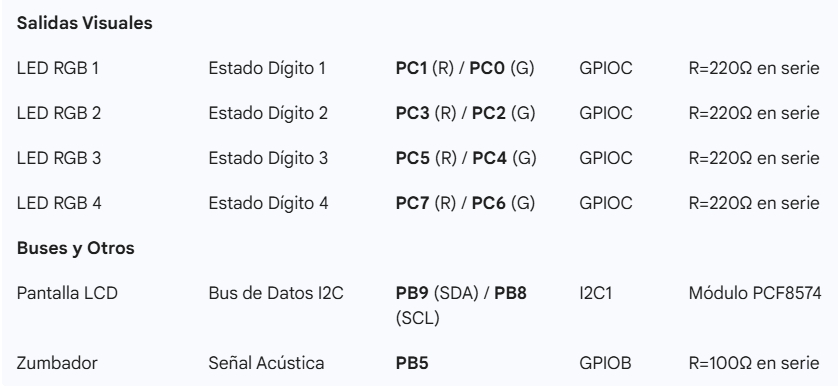 Salidas Visuales
LED RGB 1 Estado Dígito 1 PC1 (R) / PC0 (G) GPIOC R=220Ω en serie
LED RGB 2 Estado Dígito 2 PC3 (R) / PC2 (G) GPIOC R=220Ω en serie
LED RGB 3 Estado Dígito 3 PC5 (R) / PC4 (G) GPIOC R=220Ω en serie
LED RGB 4 Estado Dígito 4 PC7 (R) / PC6 (G) GPIOC R=220Ω en serie
Buses y Otros
Pantalla LCD Bus de Datos I2C PB9 (SDA) / PB8 I2C1 Módulo PCF8574
(SCL)
Zumbador Señal Acústica PB5 GPIOB R=100Ω en serie